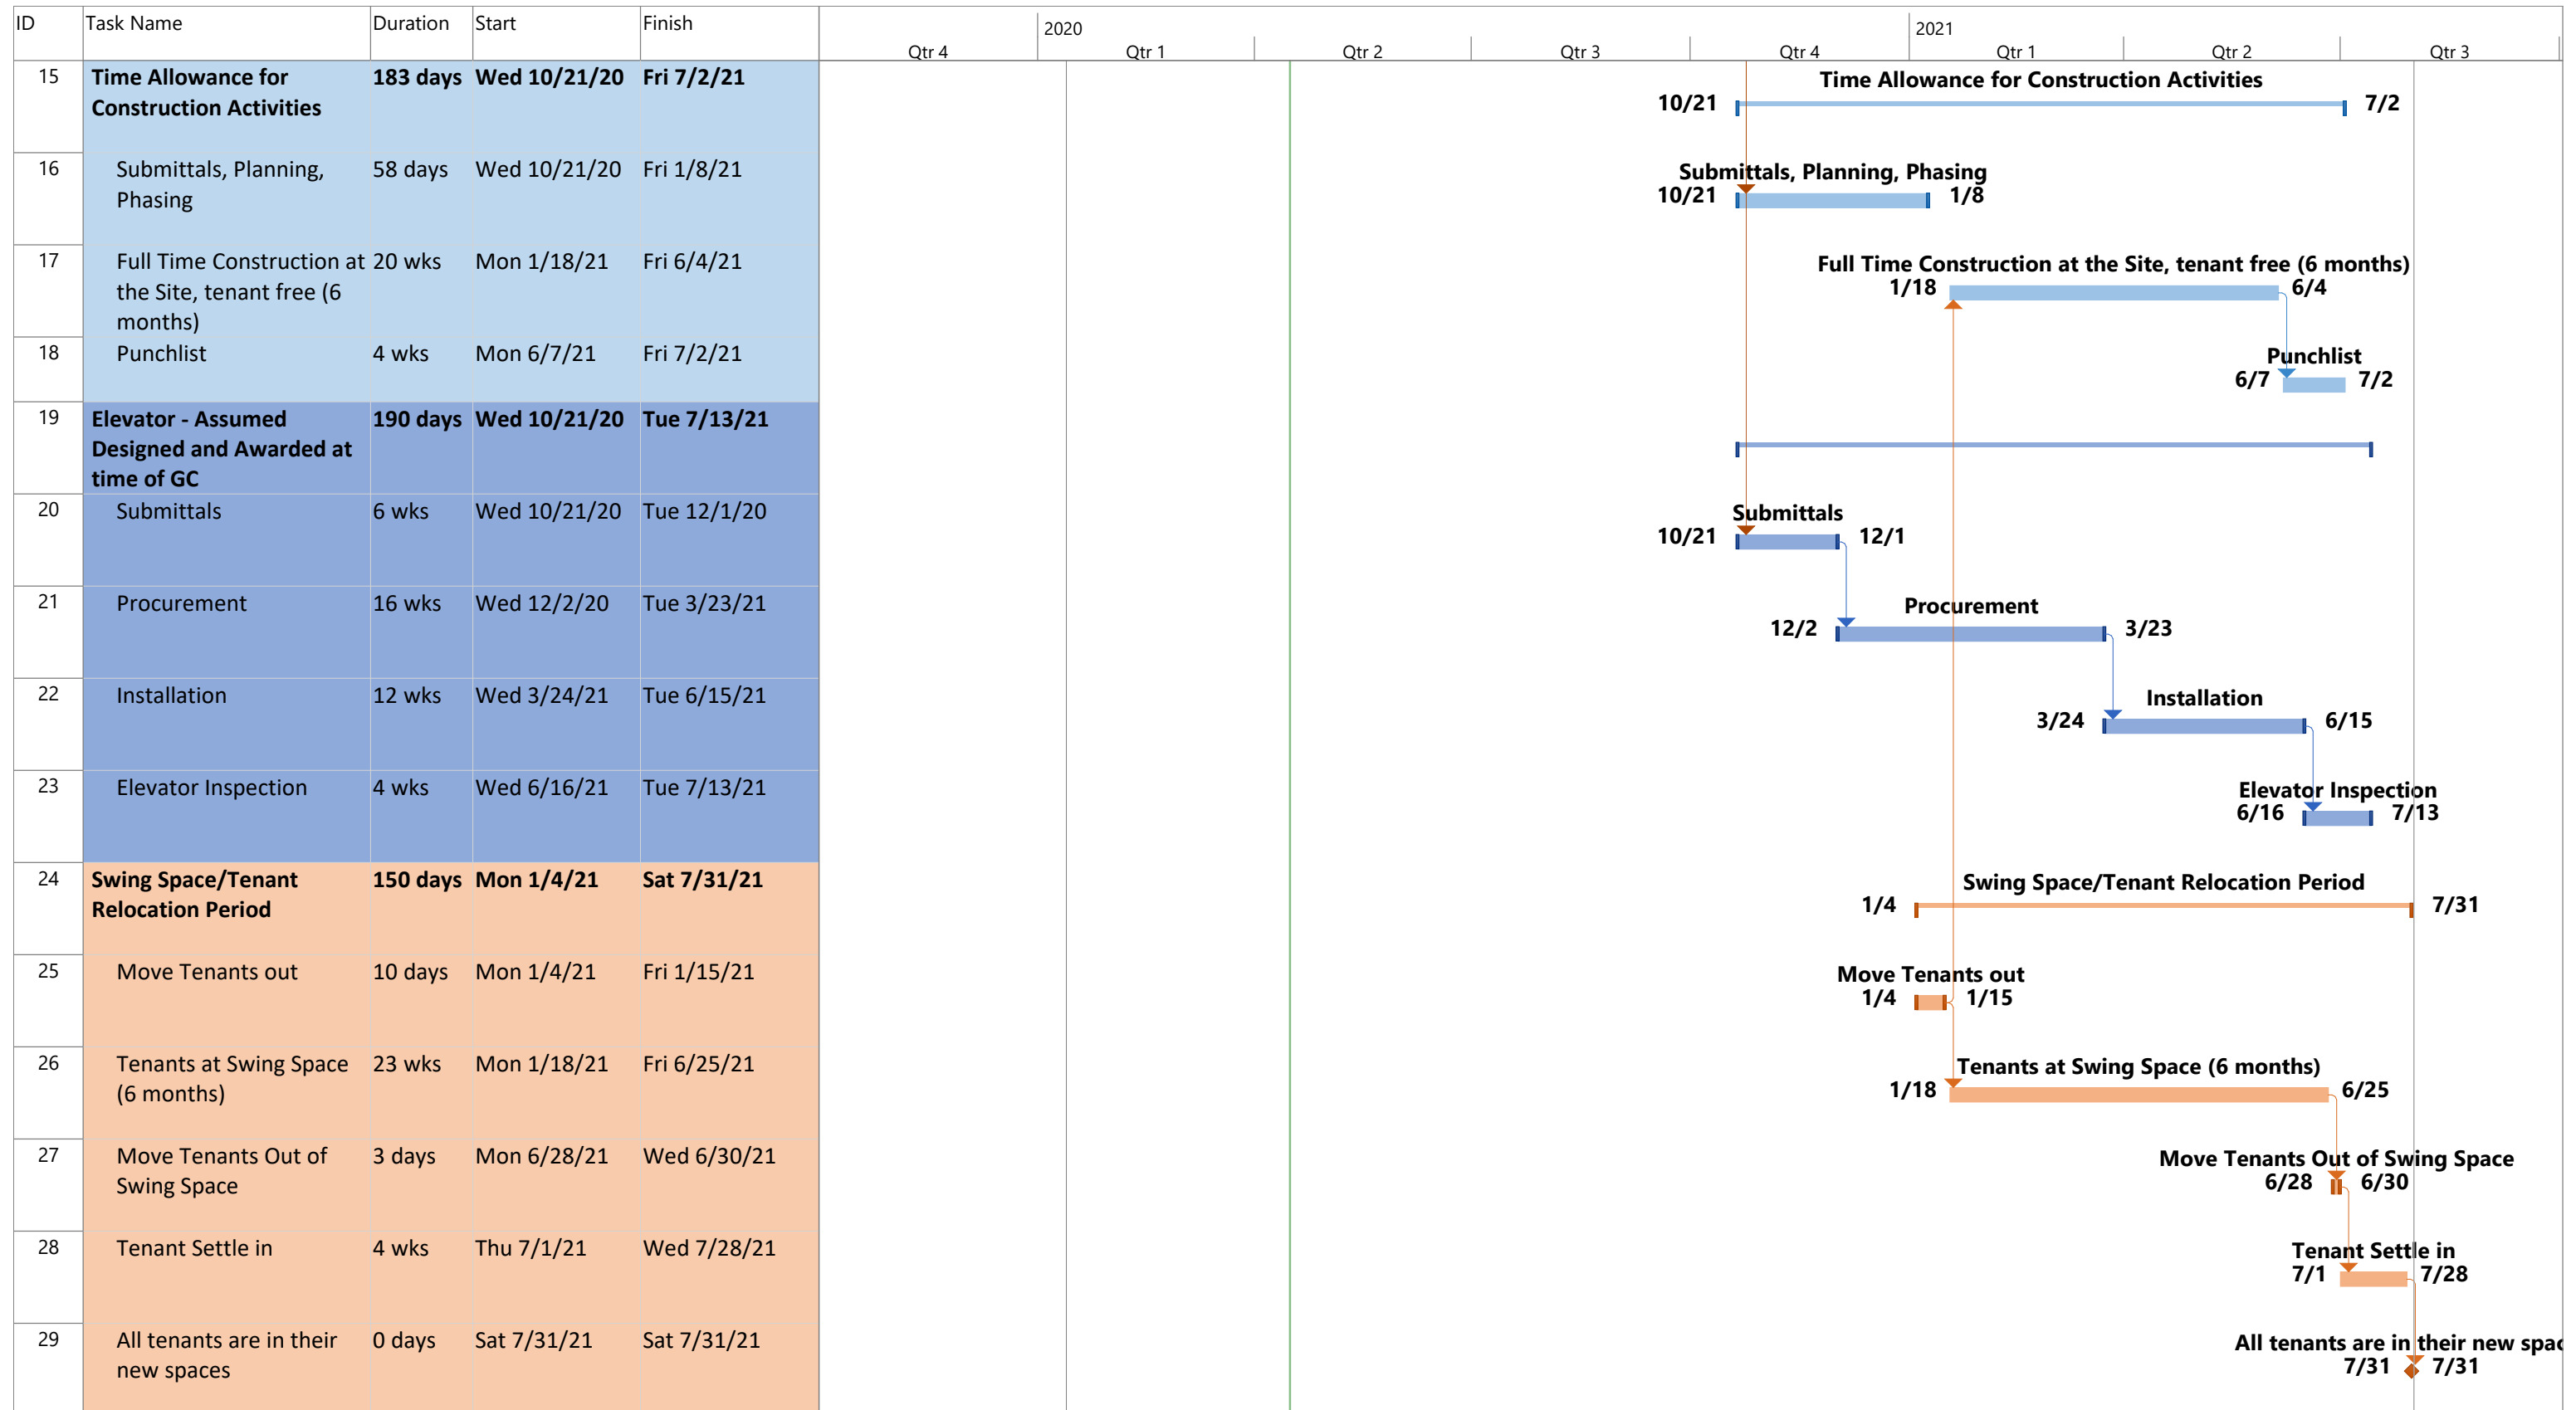 ID Task Name Duration Start Finish 2020 2021
Qtr 4 Qtr 1 Qtr 2 Qtr 3 Qtr 4 Qtr 1 Qtr 2 Qtr 3
15 Time Allowance for 183 days Wed 10/21/20 Fri 7/2/21 Time Allowance for Construction Activities
Construction Activities 10/21 7/2
16 Submittals, Planning, 58 days Wed 10/21/20 Fri 1/8/21 Submittals, Planning, Phasing
Phasing 10/21 1/8
17 Full Time Construction at 20 wks Mon 1/18/21 Fri 6/4/21 Full Time Construction at the Site, tenant free (6 months)
the Site, tenant free (6 1/18 6/4
months)
18 Punchlist 4 wks Mon 6/7/21 Fri 7/2/21 Punchlist
6/7 7/2
19 Elevator - Assumed 190 days Wed 10/21/20 Tue 7/13/21
Designed and Awarded at
time of GC
20 Submittals 6 wks Wed 10/21/20 Tue 12/1/20 Submittals
10/21 12/1
21 Procurement 16 wks Wed 12/2/20 Tue 3/23/21 Procurement
12/2 3/23
22 Installation 12 wks Wed 3/24/21 Tue 6/15/21 Installation
3/24 6/15
23 Elevator Inspection 4 wks Wed 6/16/21 Tue 7/13/21 Elevator Inspection
6/16 7/13
24 Swing Space/Tenant 150 days Mon 1/4/21 Sat 7/31/21 Swing Space/Tenant Relocation Period
Relocation Period 1/4 7/31
25 Move Tenants out 10 days Mon 1/4/21 Fri 1/15/21 Move Tenants out
1/4 1/15
26 Tenants at Swing Space 23 wks Mon 1/18/21 Fri 6/25/21 Tenants at Swing Space (6 months)
(6 months) 1/18 6/25
27 Move Tenants Out of 3 days Mon 6/28/21 Wed 6/30/21 Move Tenants Out of Swing Space
Swing Space 6/28 6/30
28 Tenant Settle in 4 wks Thu 7/1/21 Wed 7/28/21 Tenant Settle in
7/1 7/28
29 All tenants are in their 0 days Sat 7/31/21 Sat 7/31/21 All tenants are in their new spac
new spaces 7/31 7/31